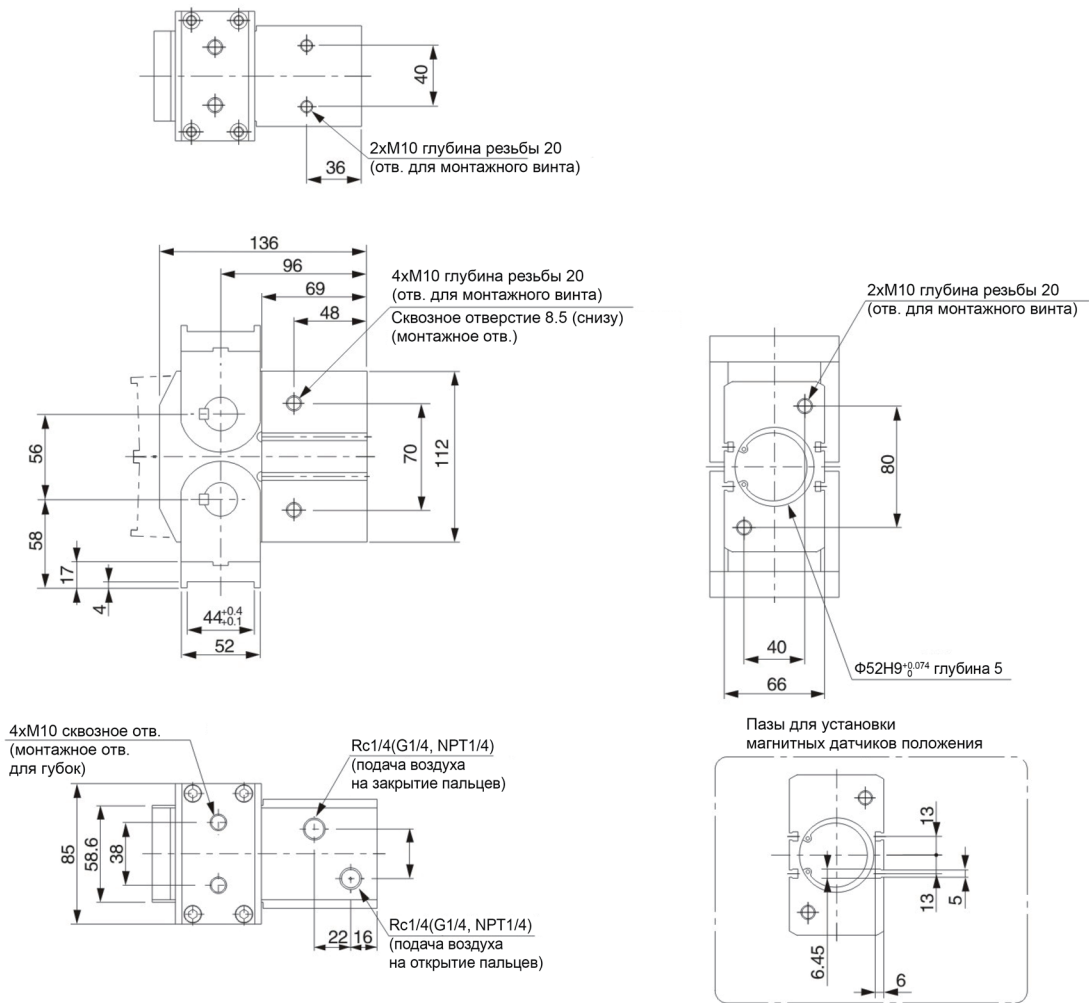 40
2xM10 глубина резьбы 20
(отв. для монтажного винта)
36
136
96
69
48
4xM10 глубина резьбы 20
(отв. для монтажного винта)
Сквозное отверстие 8.5 (снизу)
(монтажное отв.)
56
58
17
4
70
112
44+0.4 +0.1
52
2xM10 глубина резьбы 20
(отв. для монтажного винта)
80
40
66
Ф52H9+0.074 0 глубина 5
4xM10 сквозное отв.
(монтажное отв.
для губок)
Rc1/4(G1/4, NPT1/4)
(подача воздуха
на закрытие пальцев)
85
58.6
38
22
16
Rc1/4(G1/4, NPT1/4)
(подача воздуха
на открытие пальцев)
Пазы для установки
магнитных датчиков положения
13
13
5
6.45
6